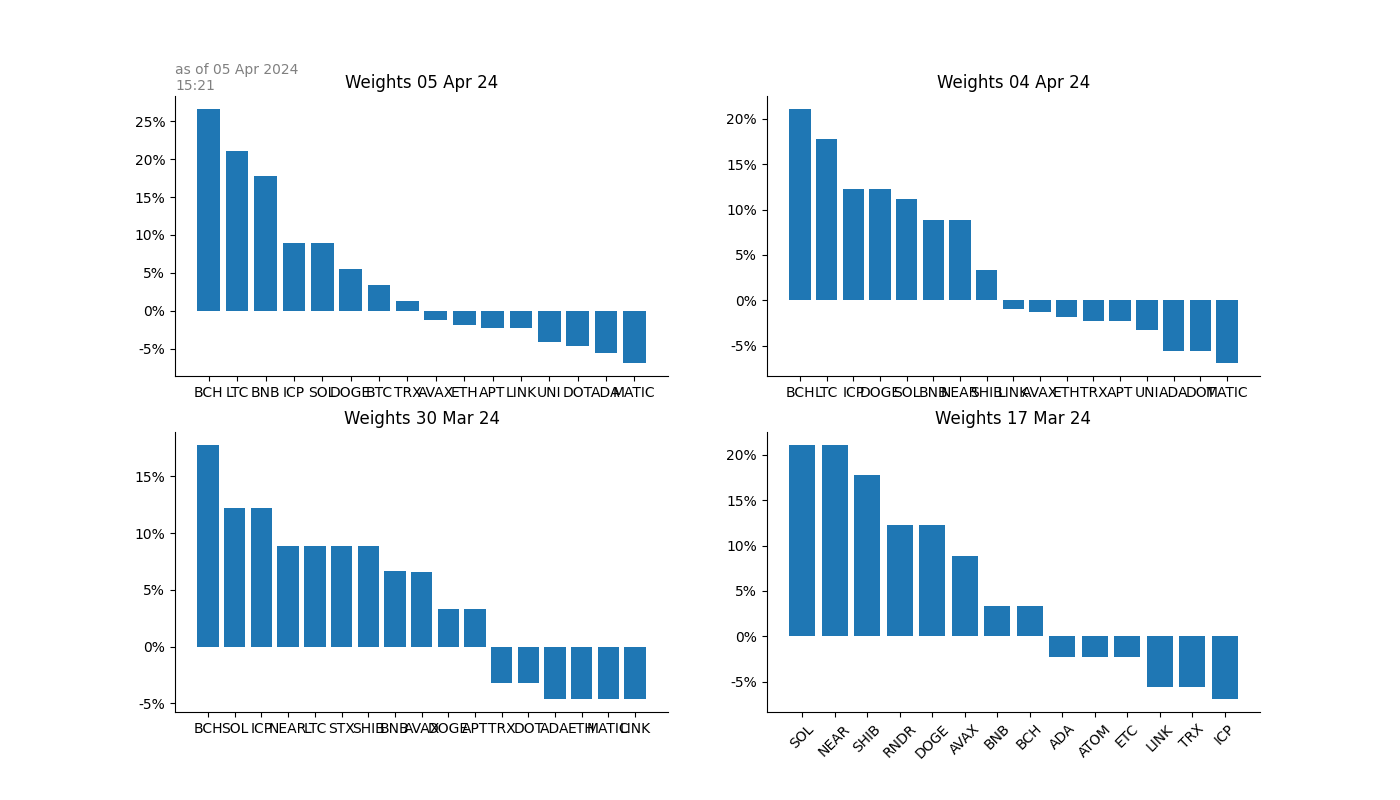 as of 05 Apr 2024
15:21
Weights 05 Apr 24
25%
20%
15%
10%
5%
0%
-5%
BCH LTC BNB ICP SOL DOGE BTC TRX AVAX ETH APT LINK UNI DOT ADA MATIC
Weights 04 Apr 24
20%
15%
10%
5%
0%
-5%
BCH LTC ICP DOGE SOL BNB NEAR SHIB LINK AVAX ETH TRX APT UNI ADA DOT MATIC
Weights 30 Mar 24
15%
10%
5%
0%
-5%
BCH SOL ICP NEAR LTC STX SHIB BNB AVAX DOGE APT TRX DOT ADA ETH MATIC LINK
Weights 17 Mar 24
20%
15%
10%
5%
0%
-5%
SOL NEAR SHIB RNDR DOGE AVAX BNB BCH ADA ATOM ETC LINK TRX ICP